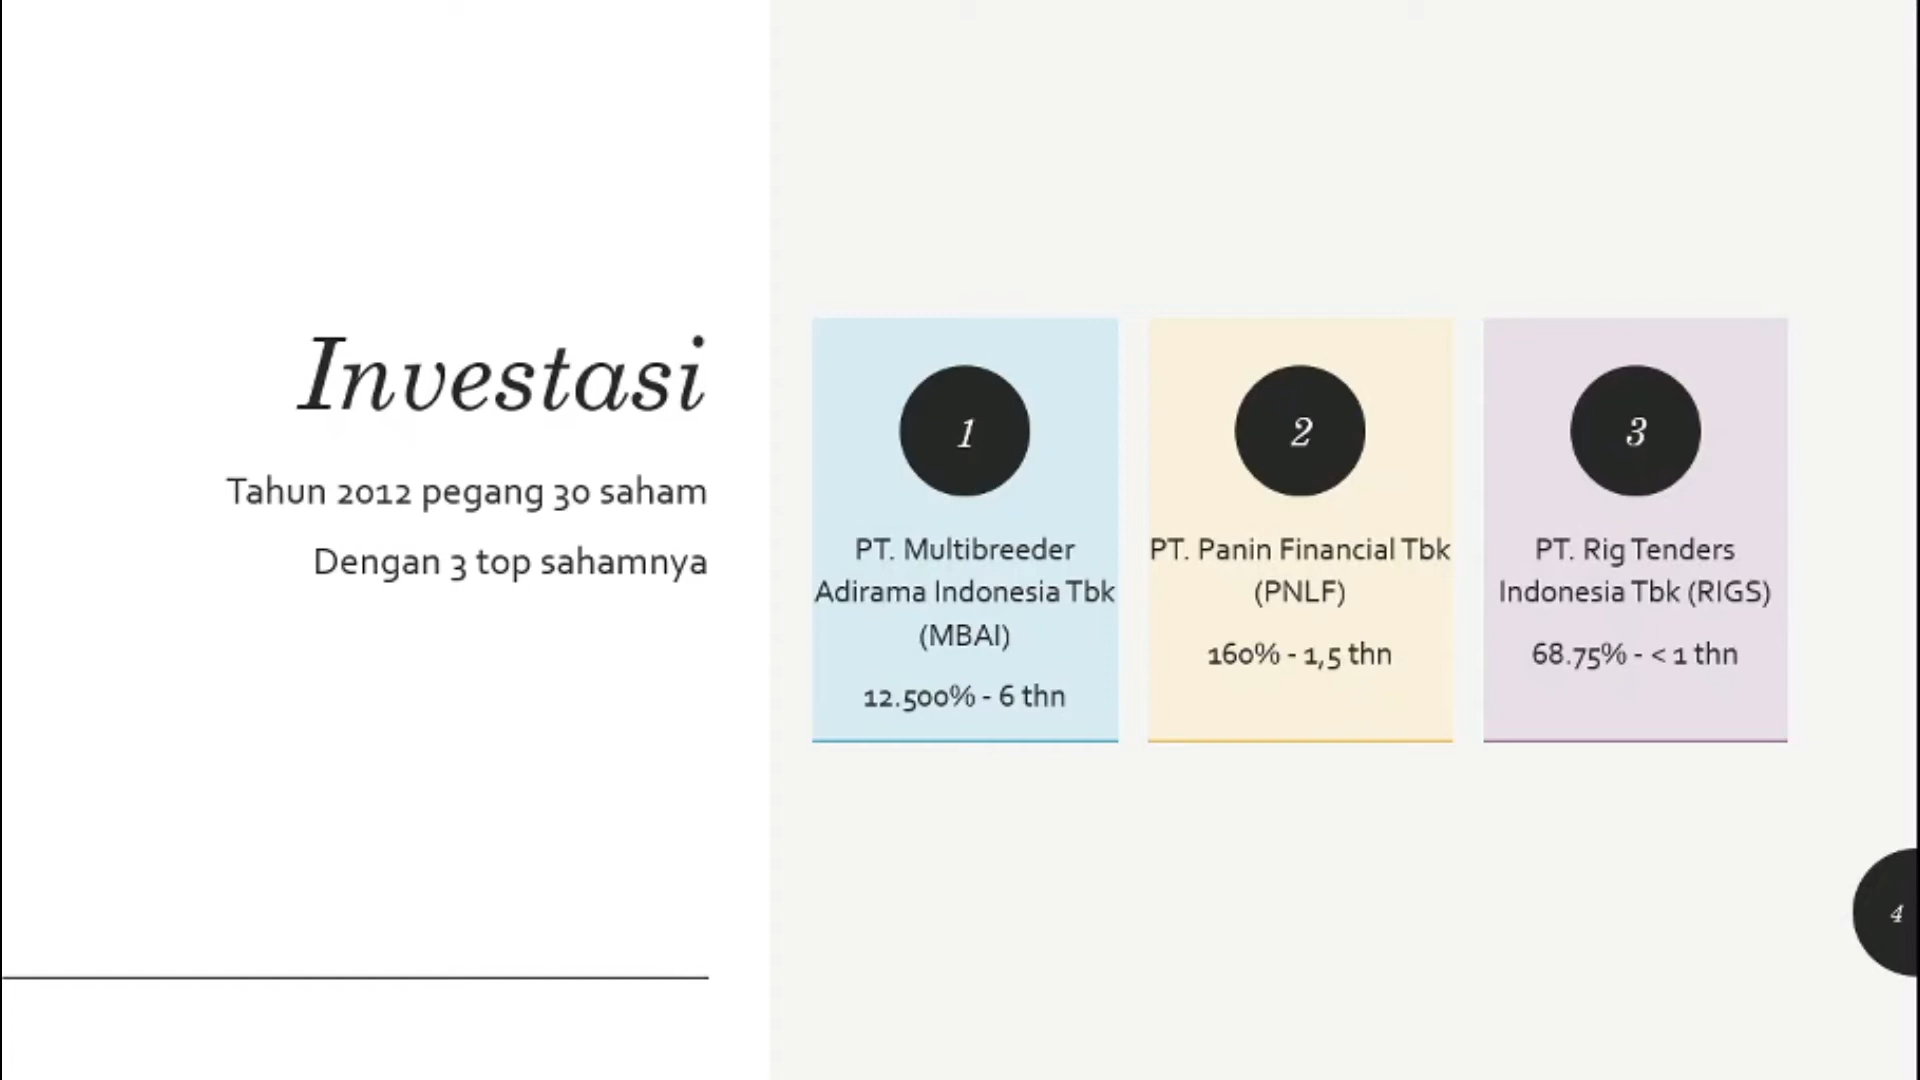 Investasi
Tahun 2012 pegang 30 saham
Dengan 3 top sahamnya
1
PT. Multibreeder
Adirama Indonesia Tbk
(MBAI)
12.500% - 6 thn
2
PT. Panin Financial Tbk
(PNLF)
160% - 1,5 thn
3
PT. Rig Tenders
Indonesia Tbk (RIGS)
68.75% - < 1 thn
4